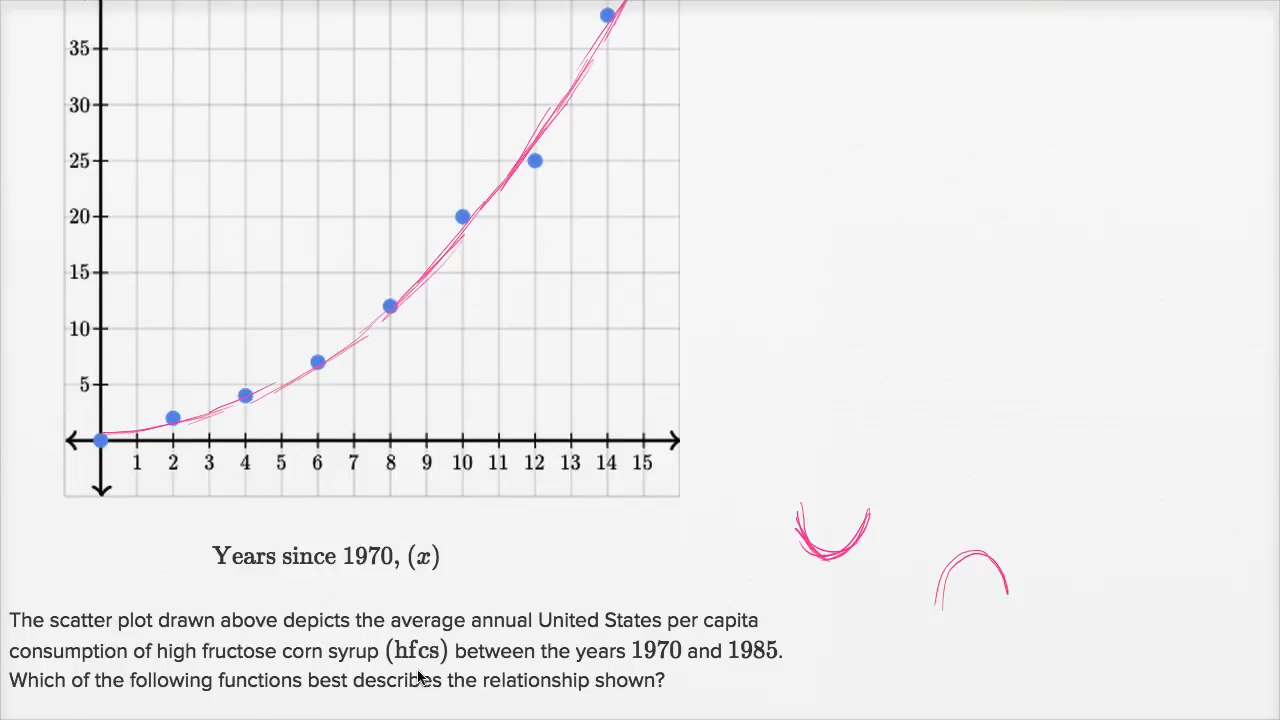 35
30
25
20
15
10
5
1 2 3 4 5 6 7 8 9 10 11 12 13 14 15
Years since 1970, (x)
The scatter plot drawn above depicts the average annual United States per capita
consumption of high fructose corn syrup (hfcs) between the years 1970 and 1985.
Which of the following functions best describes the relationship shown?